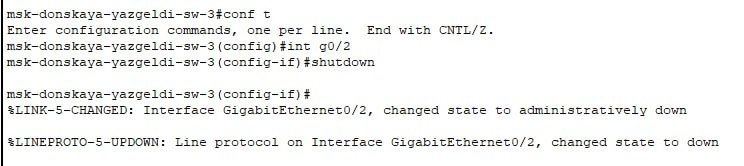 msk-donskaya-yazgeldi-sw-3#conf t
Enter configuration commands, one per line.  End with CNTL/Z.
msk-donskaya-yazgeldi-sw-3(config)#int g0/2
msk-donskaya-yazgeldi-sw-3(config-if)#shutdown
msk-donskaya-yazgeldi-sw-3(config-if)#
%LINK-5-CHANGED: Interface GigabitEthernet0/2, changed state to administratively down
%LINEPROTO-5-UPDOWN: Line protocol on Interface GigabitEthernet0/2, changed state to down